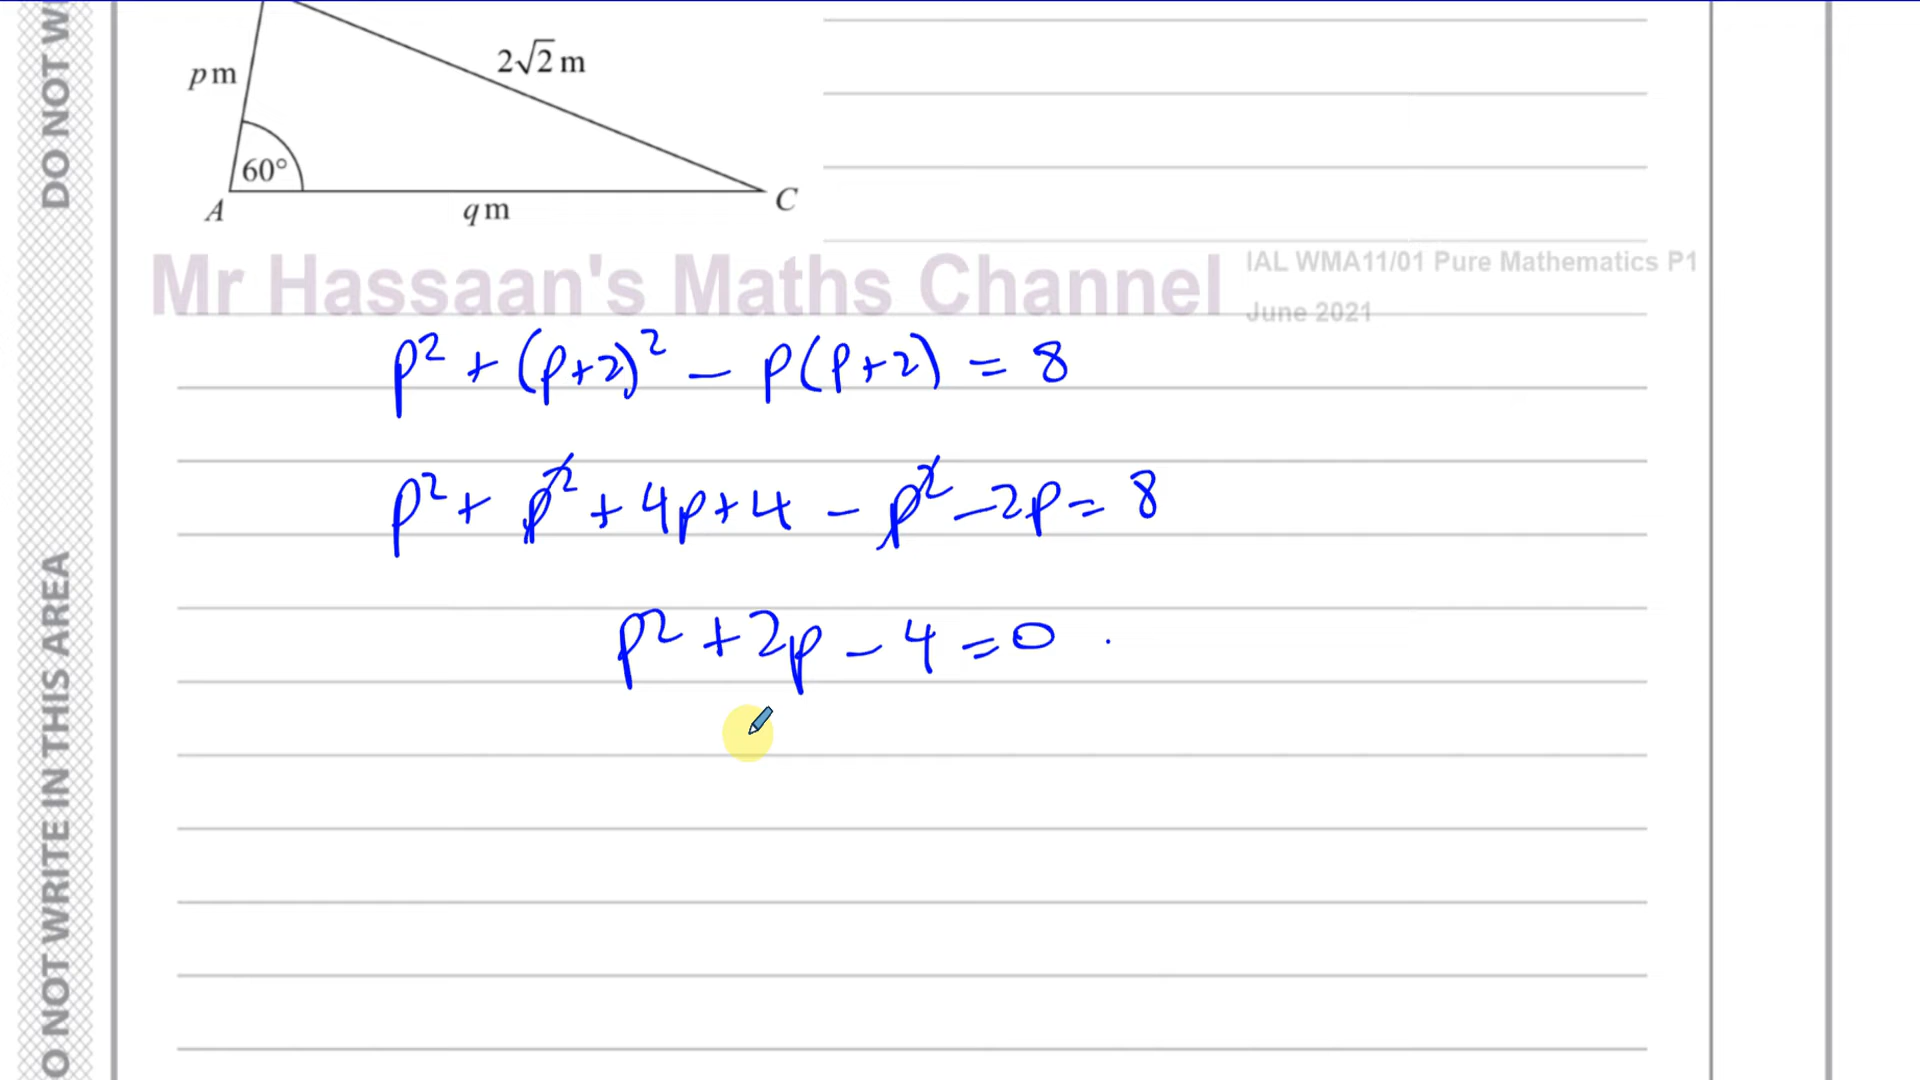 DO NOT W
p m
2√2 m
60°
A
q m
C
Mr Hassaan's Maths Channel
IAL WMA11/01 Pure Mathematics P1
June 2021
p² + (p+2)² – p(p+2) = 8
p² + p² + 4p + 4 – p² – 2p = 8
p² + 2p – 4 = 0 .
O NOT WRITE IN THIS AREA